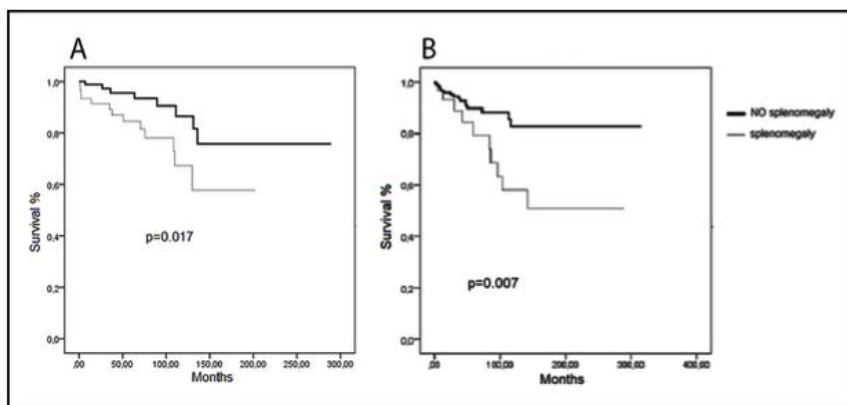 A
1,0
0,8
0,6
0,4
0,2
0,0
Survival %
p=0.017
,00
50,00
100,00
150,00
200,00
250,00
300,00
Months
B
1,0
0,8
0,6
0,4
0,2
0,0
Survival %
p=0.007
,00
100,00
200,00
300,00
400,00
Months
NO splenomegaly
splenomegaly